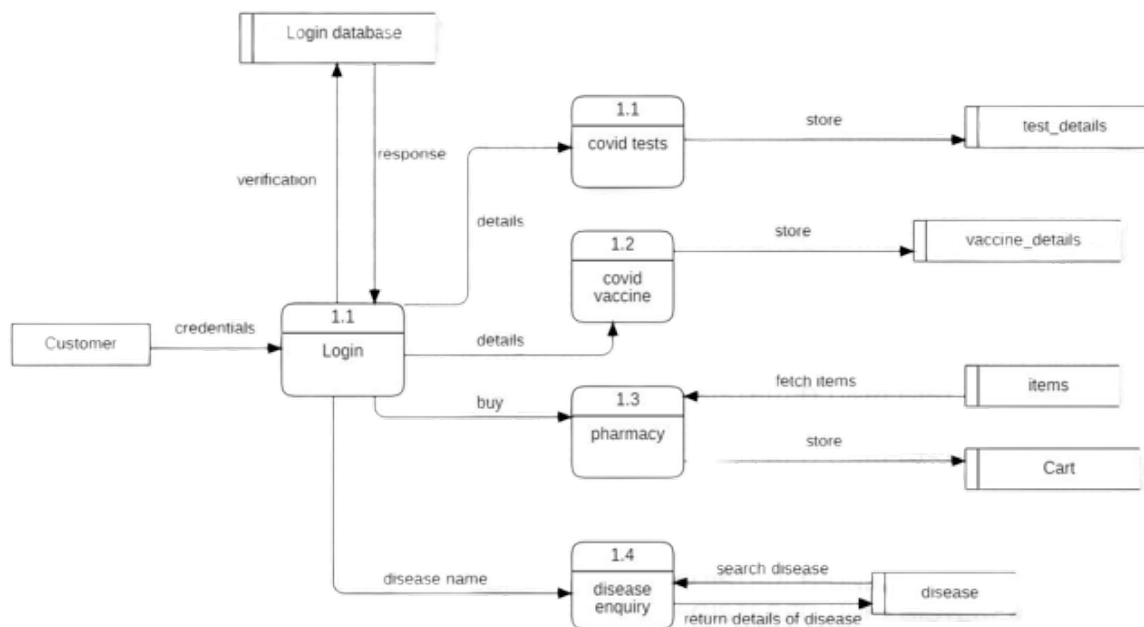 Login database
verification
response
1.1
covid tests
store
test_details
details
1.2
covid
vaccine
store
vaccine_details
Customer
credentials
1.1
Login
details
buy
1.3
pharmacy
fetch items
items
store
Cart
disease name
1.4
disease
enquiry
search disease
disease
return details of disease